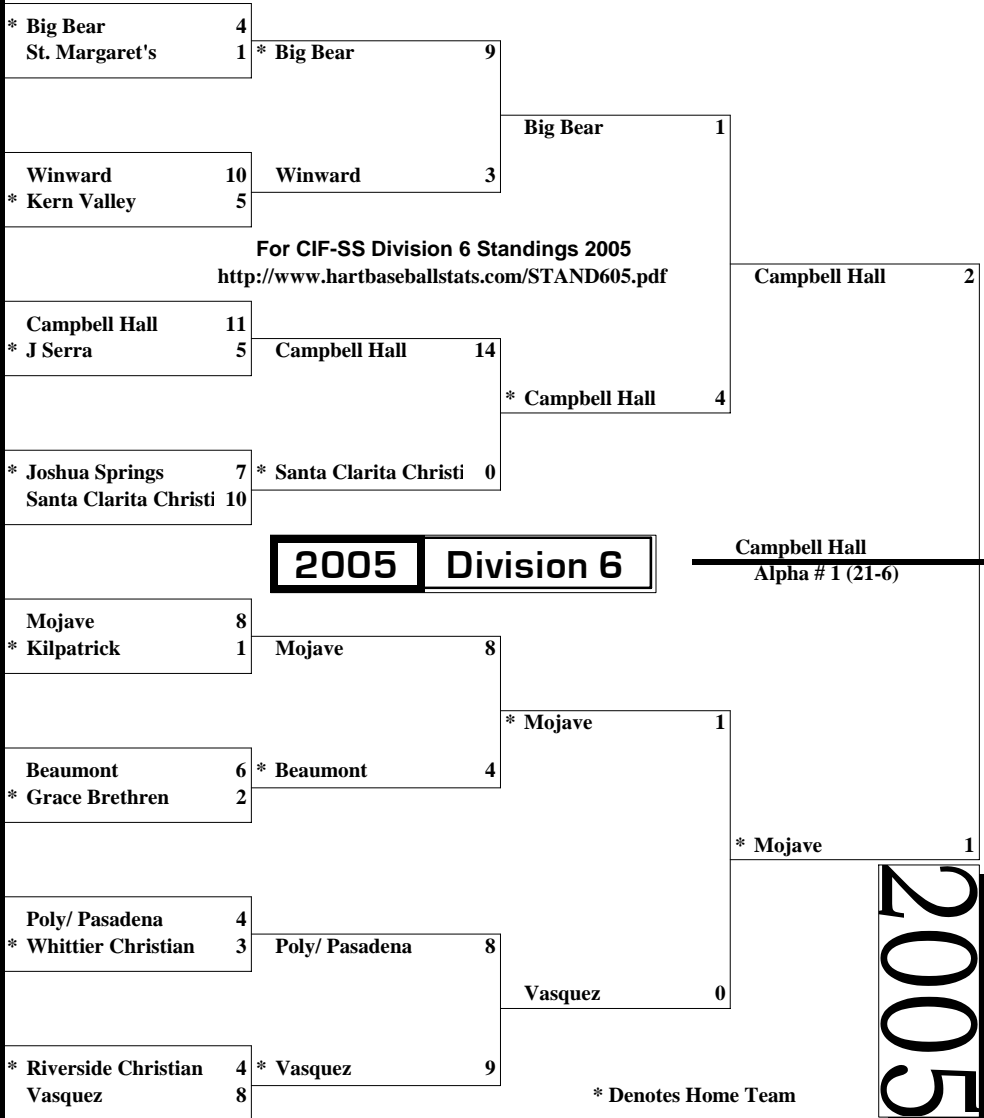 * Big Bear 4
St. Margaret's 1
* Big Bear 9
Big Bear 1
Winward 10
* Kern Valley 5
Winward 3
For CIF-SS Division 6 Standings 2005
http://www.hartbaseballstats.com/STAND605.pdf
Campbell Hall 2
Campbell Hall 11
* J Serra 5
Campbell Hall 14
* Campbell Hall 4
* Joshua Springs 7
Santa Clarita Christi 10
* Santa Clarita Christi 0
2005 Division 6
Campbell Hall
Alpha # 1 (21-6)
Mojave 8
* Kilpatrick 1
Mojave 8
* Mojave 1
Beaumont 6
* Grace Brethren 2
* Beaumont 4
* Mojave 1
Poly/ Pasadena 4
* Whittier Christian 3
Poly/ Pasadena 8
Vasquez 0
* Riverside Christian 4
Vasquez 8
* Vasquez 9
* Denotes Home Team
2005